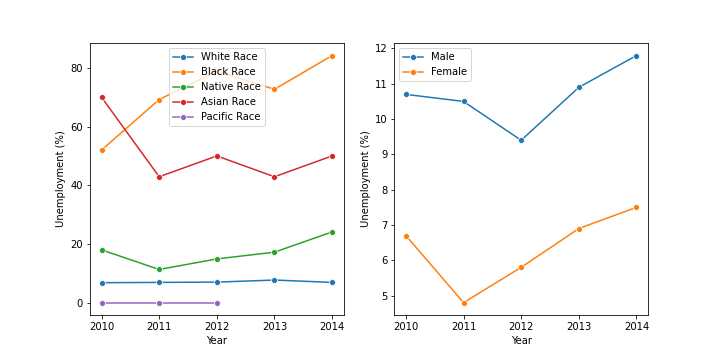 White Race
Black Race
Native Race
Asian Race
Pacific Race
Unemployment (%)
80
60
40
20
0
2010 2011 2012 2013 2014
Year
Male
Female
Unemployment (%)
12
11
10
9
8
7
6
5
2010 2011 2012 2013 2014
Year